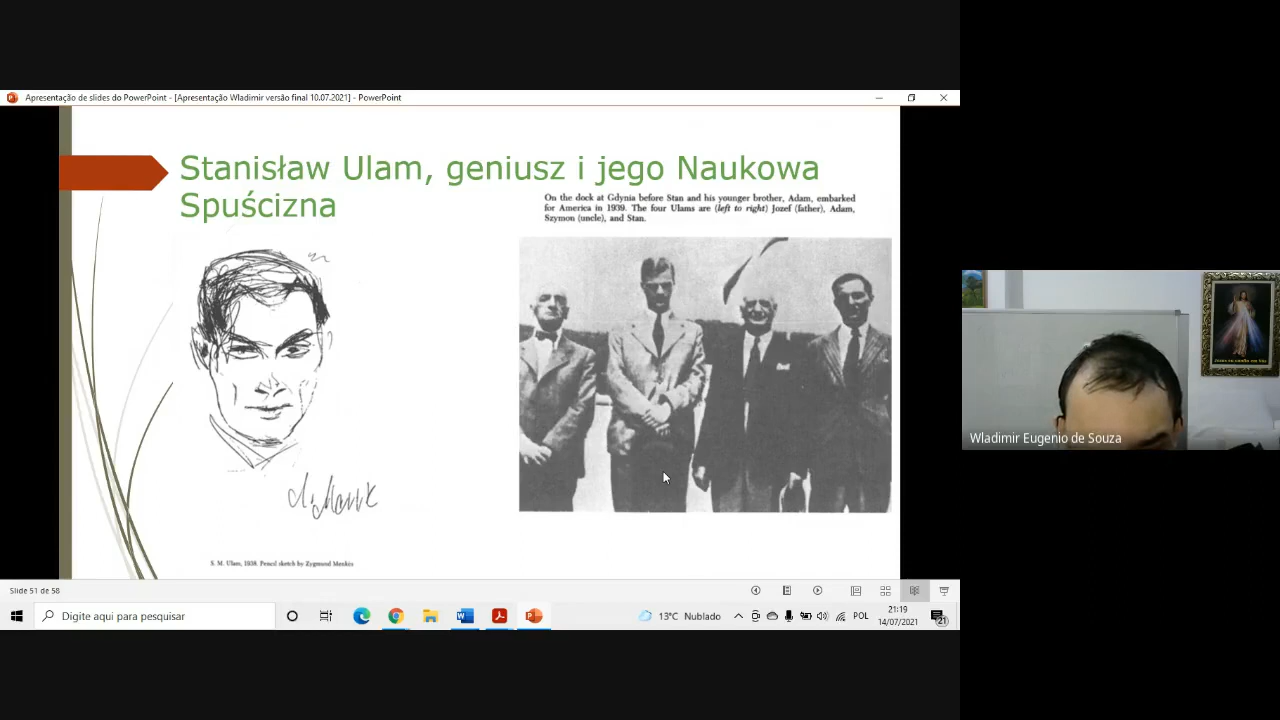 Apresentação de slides do PowerPoint - [Apresentação Wladimir versão final 10.07.2021] - PowerPoint
Stanisław Ulam, geniusz i jego Naukowa
Spuścizna
On the dock at Gdynia before Stan and his younger brother, Adam, embarked
for America in 1939. The four Ulams are (left to right) Jozef (father), Adam,
Szymon (uncle), and Stan.
S. M. Ulam, 1938. Pencil sketch by Zygmund Menkes
Wladimir Eugenio de Souza
Slide 51 de 58
Digite aqui para pesquisar
13°C Nublado
POL
21:19
14/07/2021
21